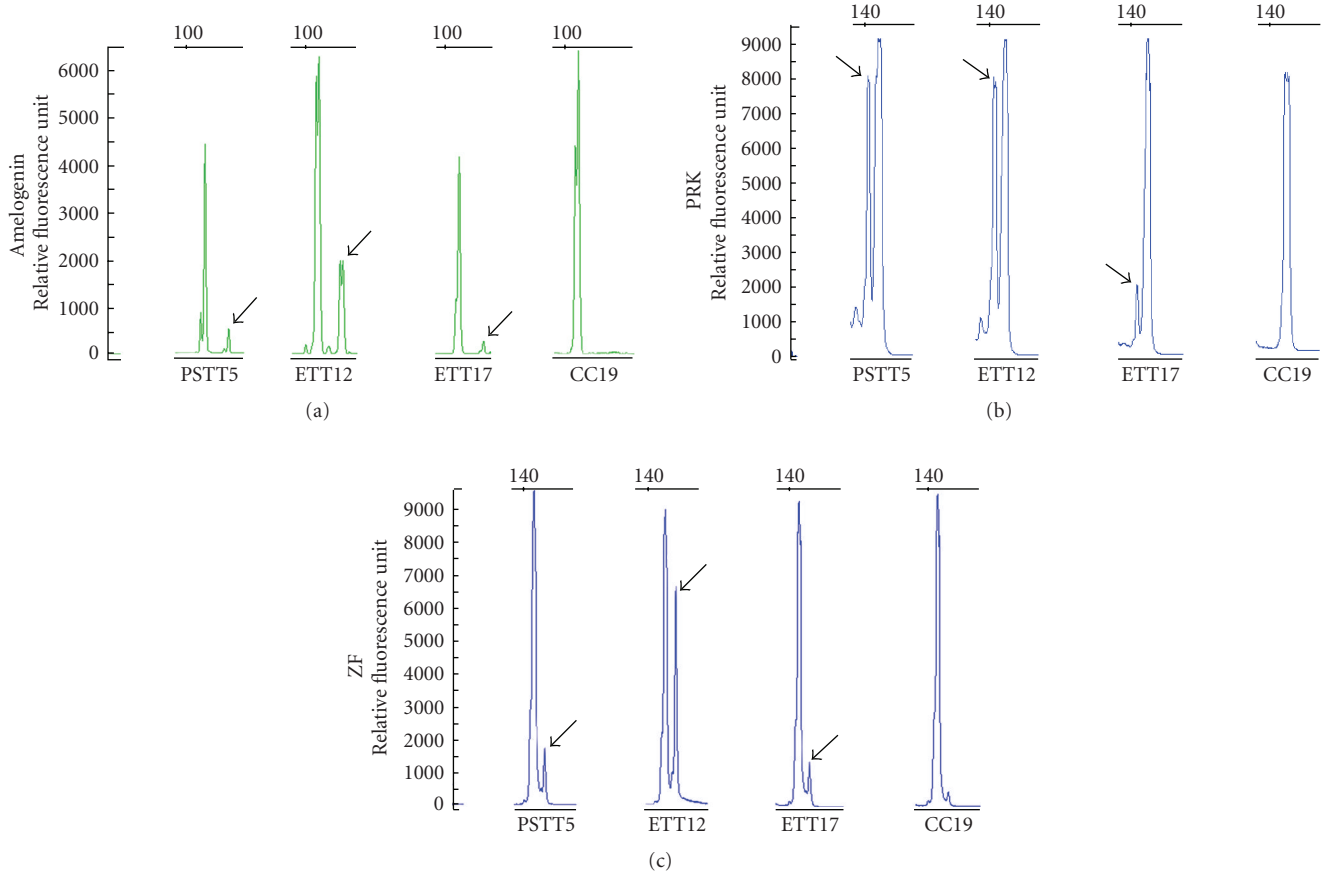 100 100 100 100
6000
5000
4000
3000
2000
1000
0
Amelogenin
Relative fluorescence unit
PSTT5 ETT12 ETT17 CC19
(a)
140 140 140 140
9000
8000
7000
6000
5000
4000
3000
2000
1000
0
PRK
Relative fluorescence unit
PSTT5 ETT12 ETT17 CC19
(b)
140 140 140 140
9000
8000
7000
6000
5000
4000
3000
2000
1000
0
ZF
Relative fluorescence unit
PSTT5 ETT12 ETT17 CC19
(c)